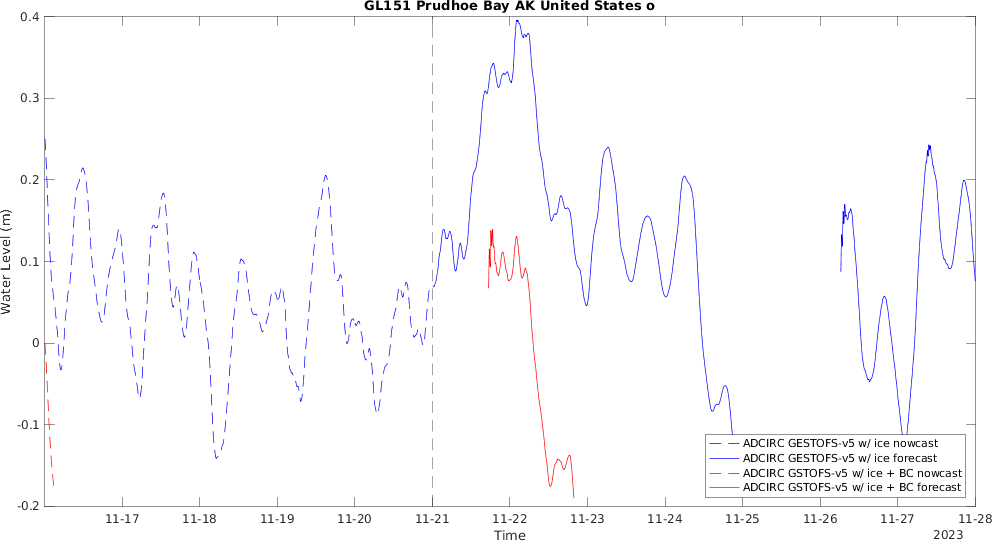 GL151 Prudhoe Bay AK United States o
Water Level (m)
0.4
0.3
0.2
0.1
0
-0.1
-0.2
11-17
11-18
11-19
11-20
11-21
11-22
11-23
11-24
11-25
11-26
11-27
11-28
Time
2023
ADCIRC GESTOFS-v5 w/ ice nowcast
ADCIRC GESTOFS-v5 w/ ice forecast
ADCIRC GSTOFS-v5 w/ ice + BC nowcast
ADCIRC GSTOFS-v5 w/ ice + BC forecast